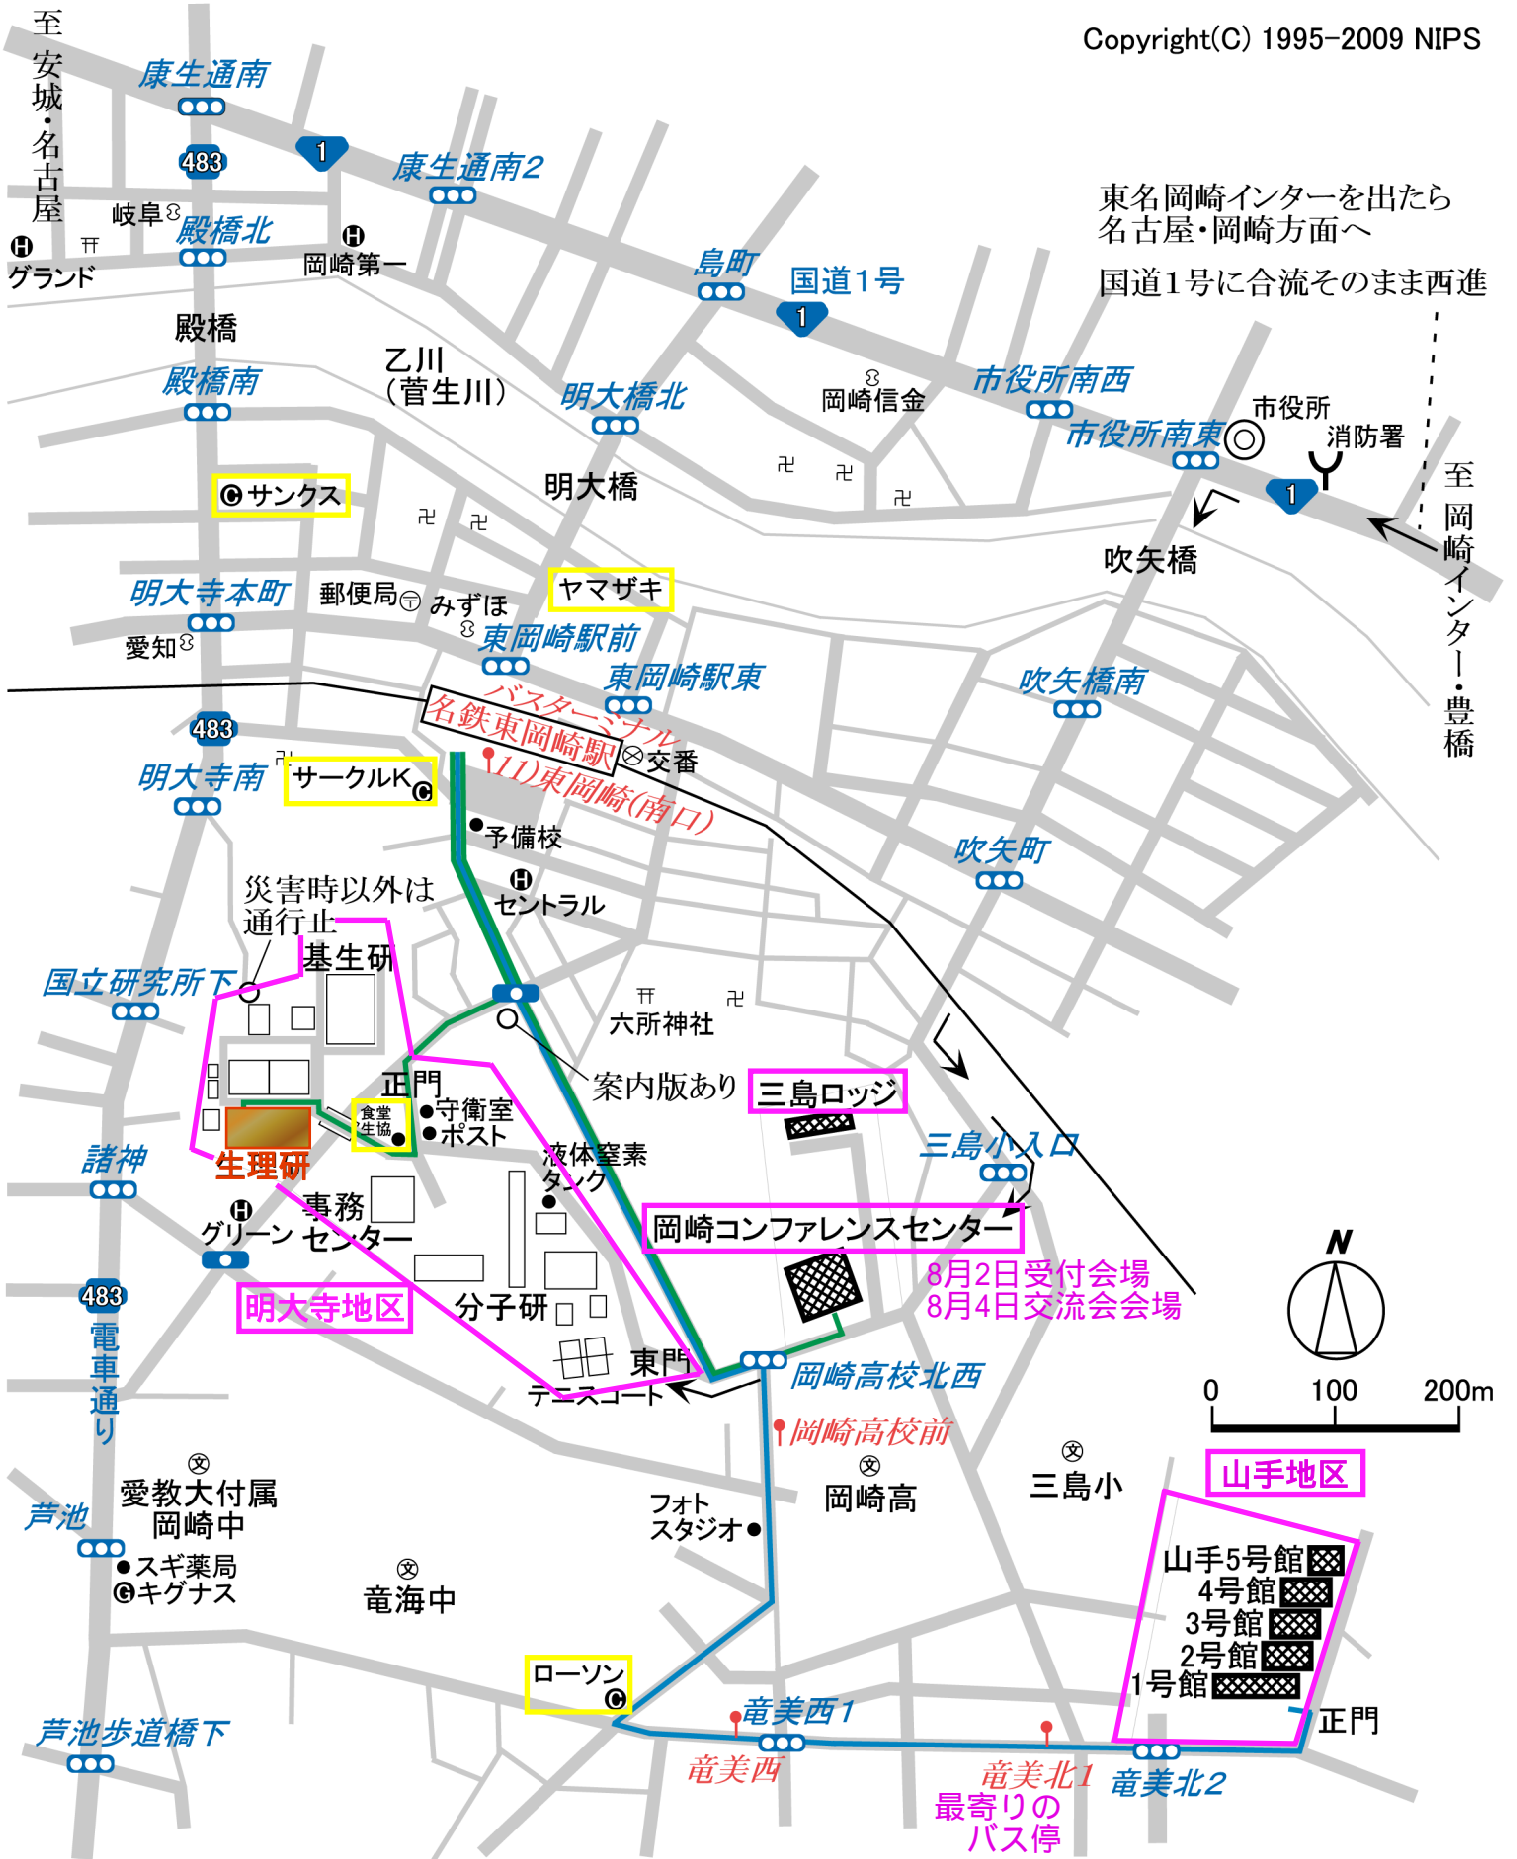 Copyright(C) 1995-2009 NIPS
至 安城・名古屋
康生通南
483
1
康生通南2
岐阜
殿橋北
グランド
岡崎第一
東名岡崎インターを出たら
名古屋・岡崎方面へ
国道1号に合流そのまま西進
島町
国道1号
1
殿橋
乙川
(菅生川)
殿橋南
明大橋北
岡崎信金
市役所南西
市役所南東
市役所
消防署
1
至 岡崎インター・豊橋
サンクス
明大橋
吹矢橋
明大寺本町
郵便局
みずほ
ヤマザキ
愛知
東岡崎駅前
東岡崎駅東
吹矢橋南
バスターミナル
名鉄東岡崎駅
交番
11)東岡崎(南口)
483
明大寺南
サークルK
予備校
吹矢町
セントラル
災害時以外は
通行止
基生研
国立研究所下
六所神社
案内版あり
正門
守衛室
ポスト
食堂
生協
三島ロッジ
諸神
生理研
液体窒素
タンク
三島小入口
グリーン
事務
センター
岡崎コンファレンスセンター
8月2日受付会場
8月4日交流会会場
N
483
電車通り
明大寺地区
分子研
東門
テニスコート
岡崎高校北西
0 100 200m
岡崎高校前
岡崎高
三島小
山手地区
愛教大付属
岡崎中
芦池
スギ薬局
キグナス
フォト
スタジオ
竜海中
山手5号館
4号館
3号館
2号館
1号館
正門
ローソン
芦池歩道橋下
竜美西1
竜美西
竜美北1
竜美北2
最寄りの
バス停